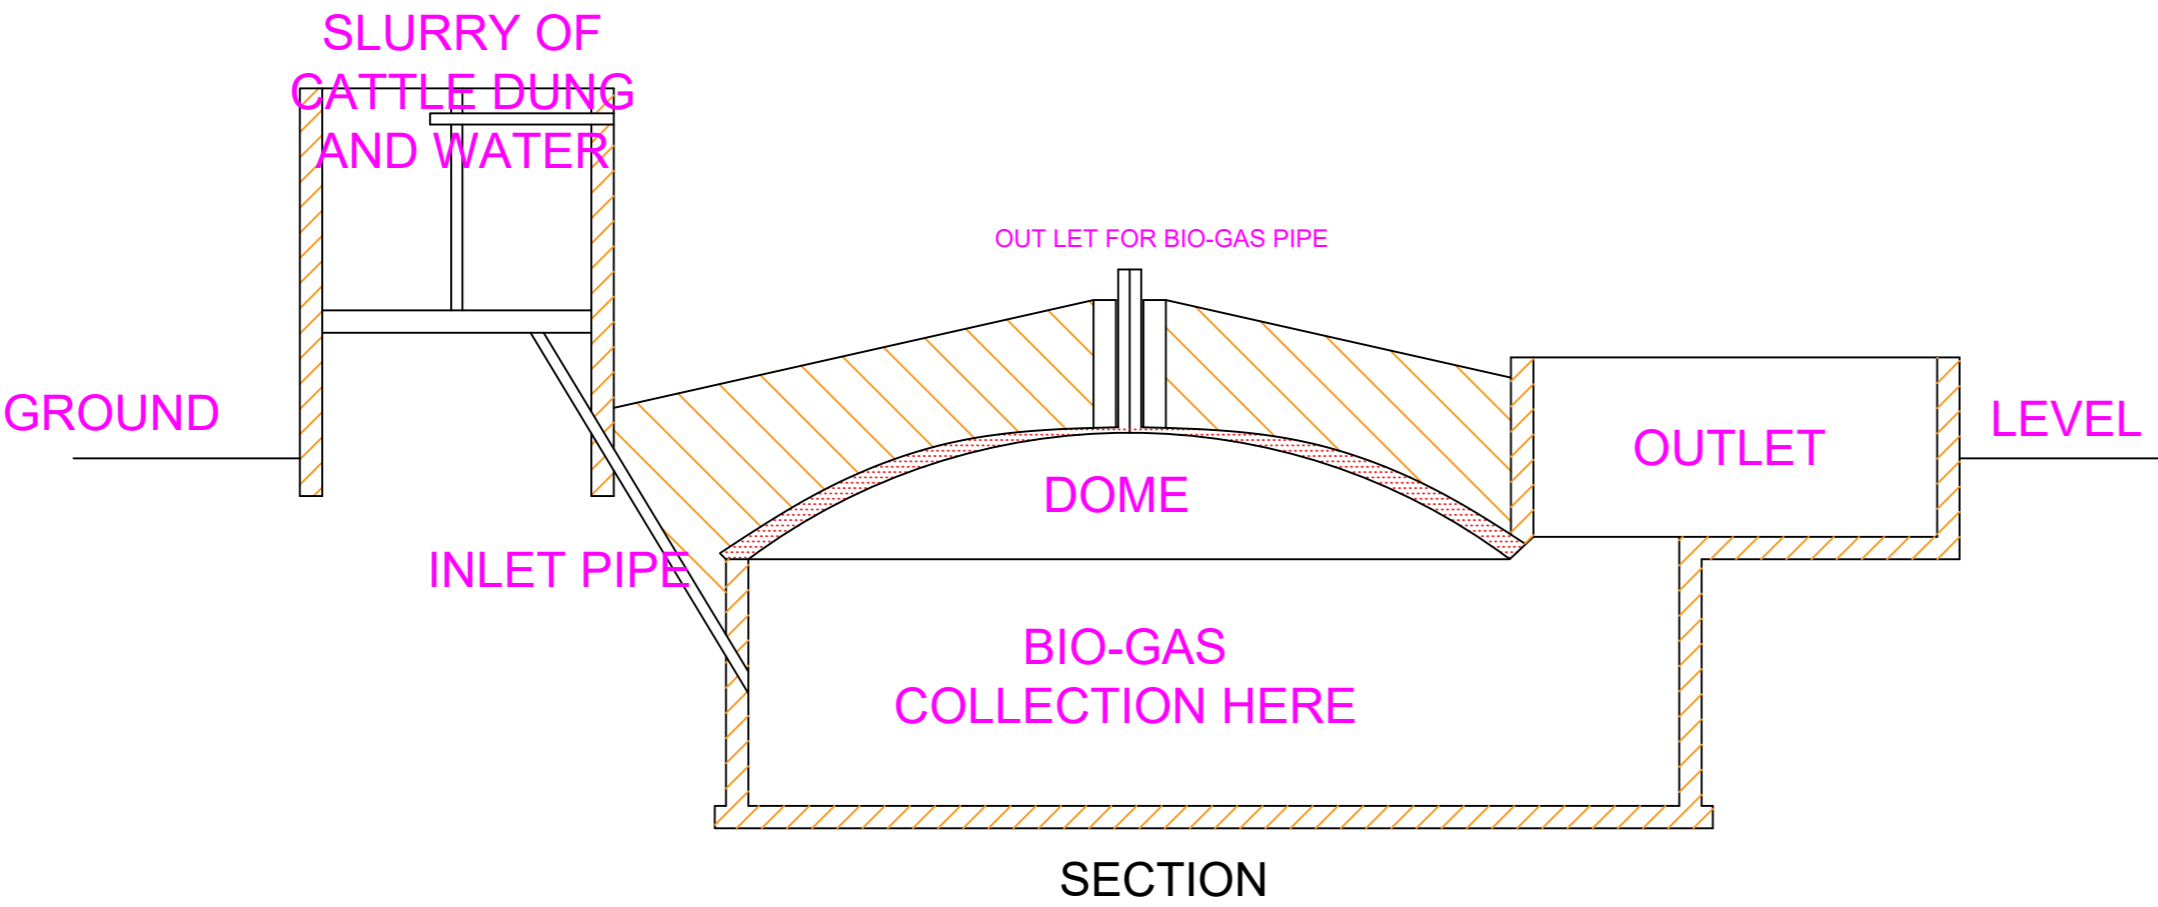 SLURRY OF
CATTLE DUNG
AND WATER
OUT LET FOR BIO-GAS PIPE
GROUND
LEVEL
OUTLET
DOME
INLET PIPE
BIO-GAS
COLLECTION HERE
SECTION